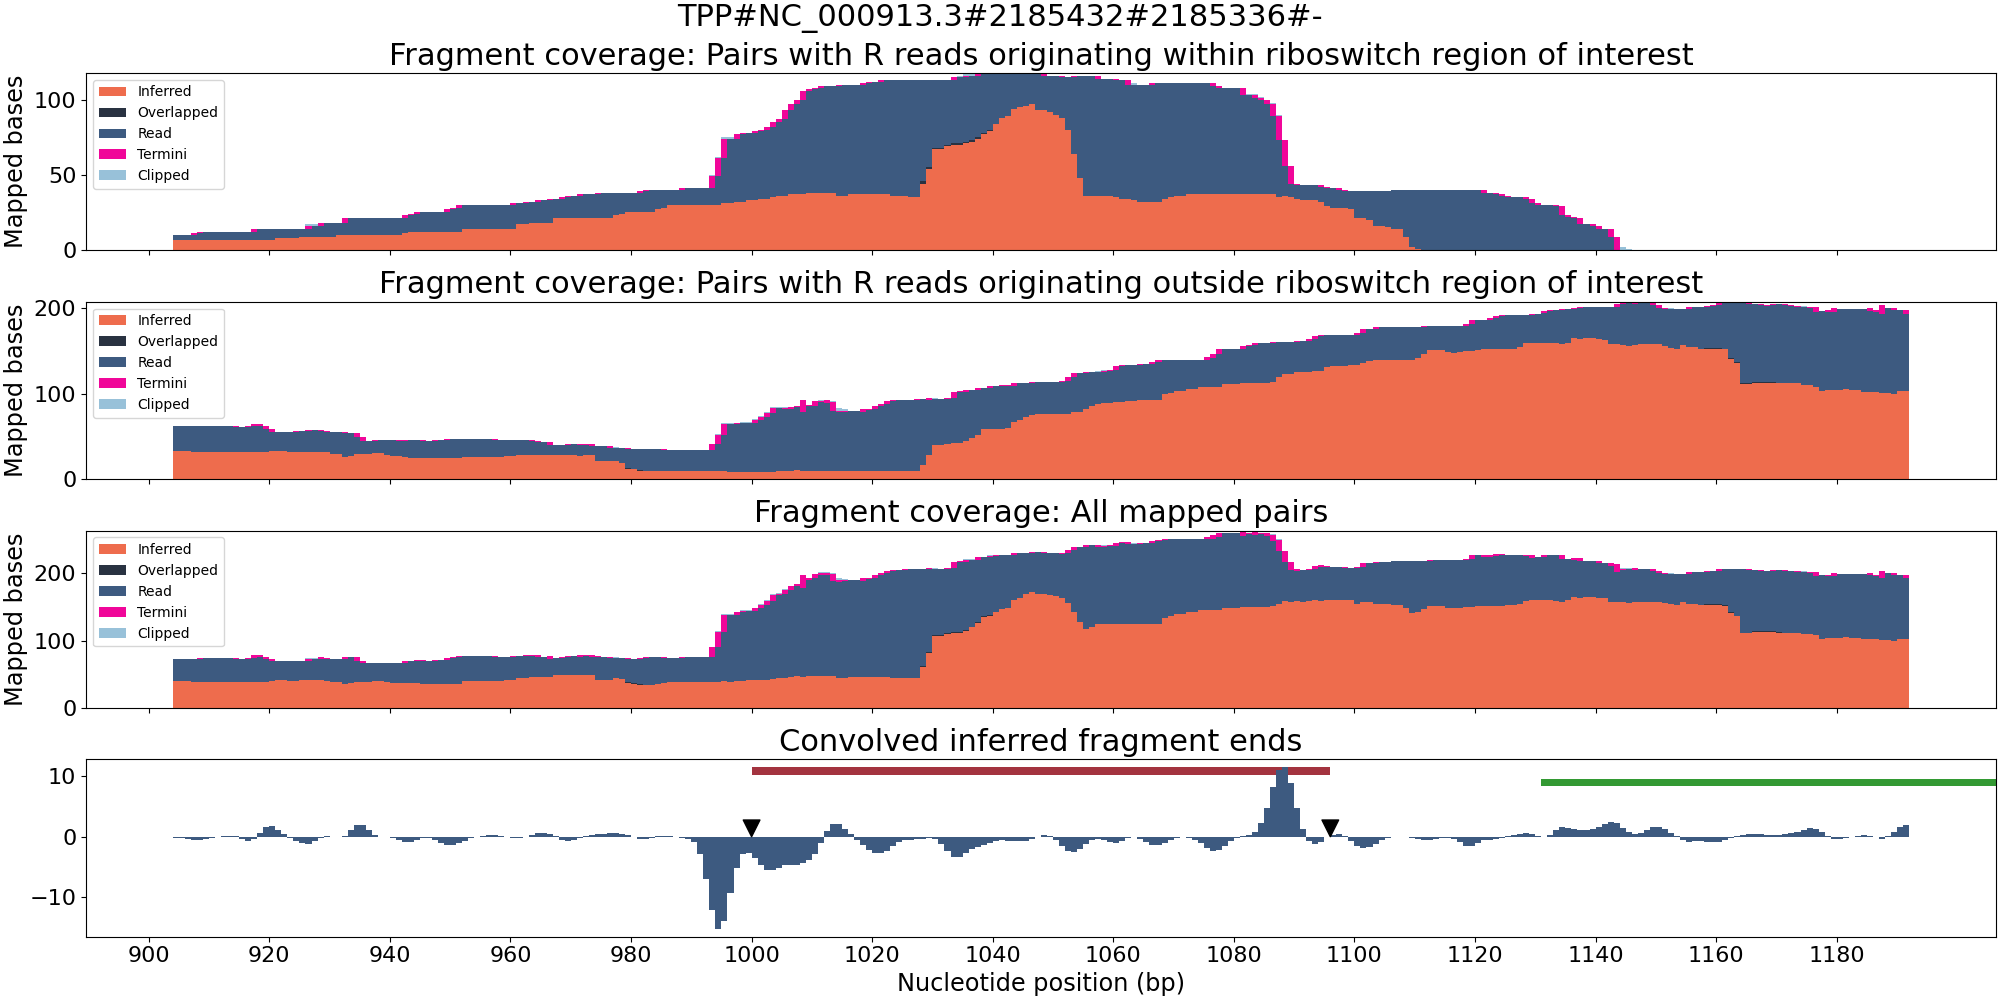 TPP#NC_000913.3#2185432#2185336#-
Fragment coverage: Pairs with R reads originating within riboswitch region of interest
Mapped bases
100
50
0
Inferred
Overlapped
Read
Termini
Clipped
Fragment coverage: Pairs with R reads originating outside riboswitch region of interest
Mapped bases
200
100
0
Inferred
Overlapped
Read
Termini
Clipped
Fragment coverage: All mapped pairs
Mapped bases
200
100
0
Inferred
Overlapped
Read
Termini
Clipped
Convolved inferred fragment ends
10
0
−10
900 920 940 960 980 1000 1020 1040 1060 1080 1100 1120 1140 1160 1180
Nucleotide position (bp)